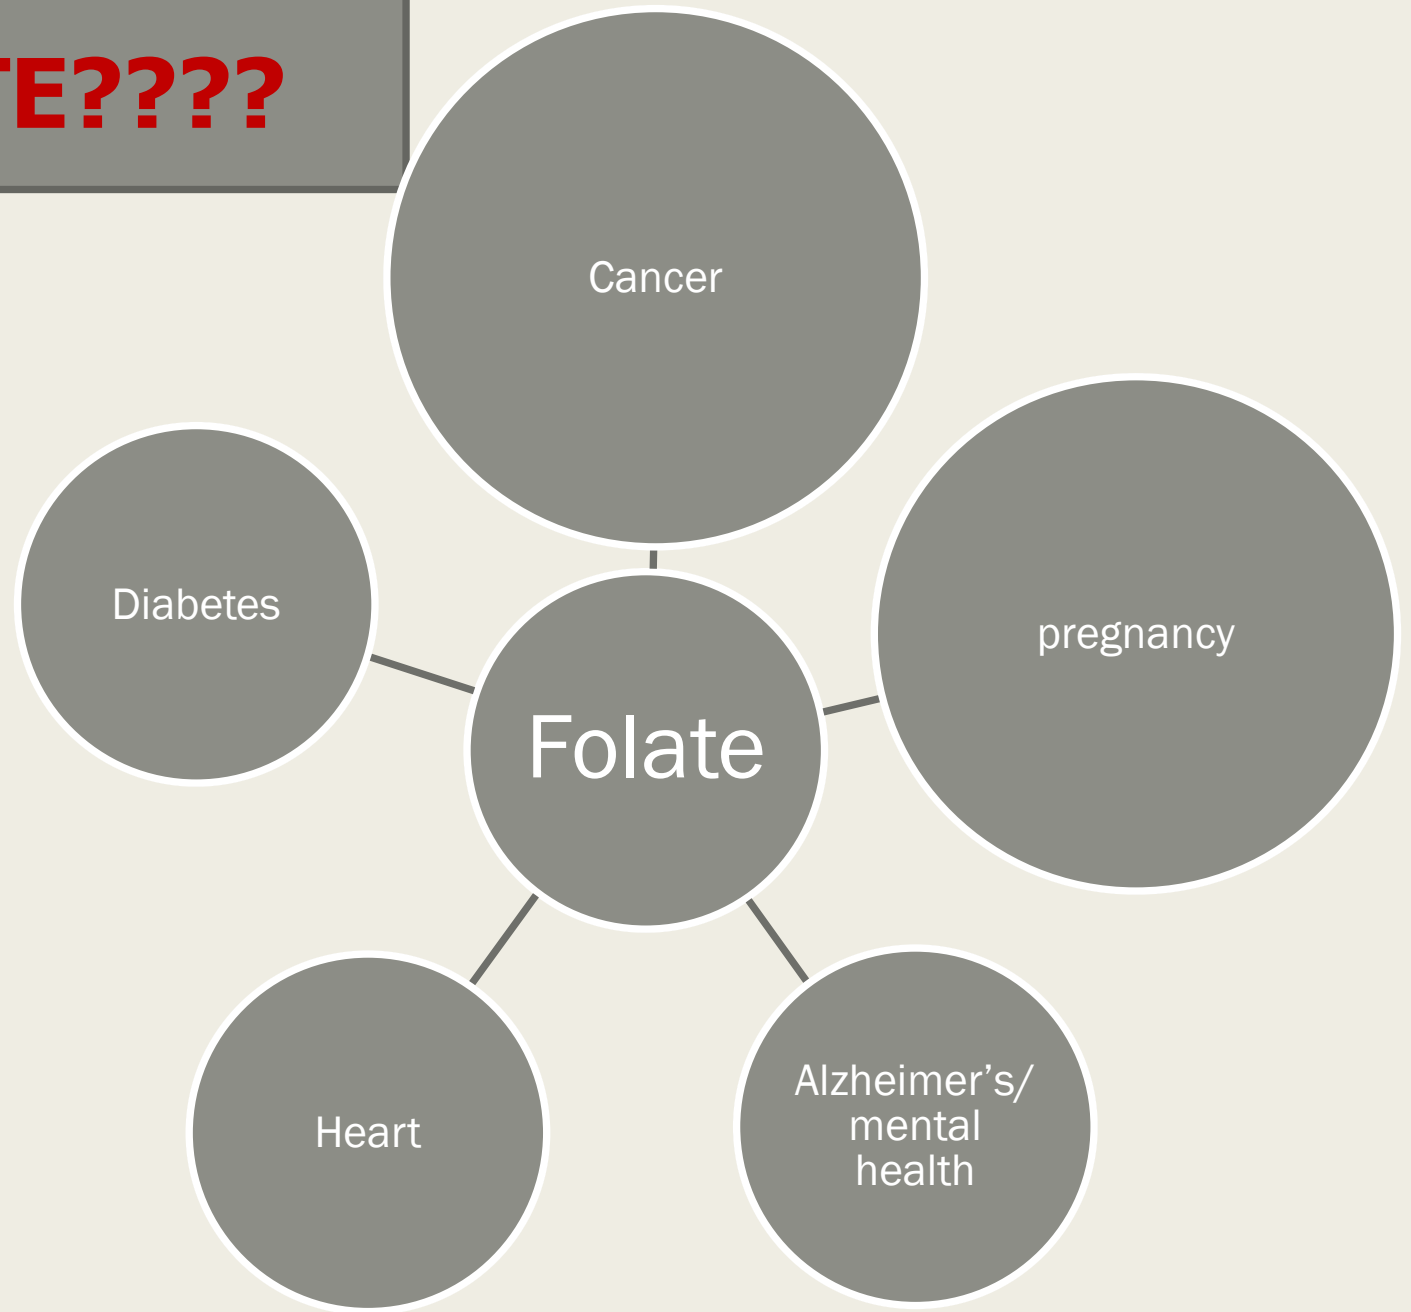 TE????
Cancer
Diabetes
pregnancy
Folate
Heart
Alzheimer’s/
mental
health